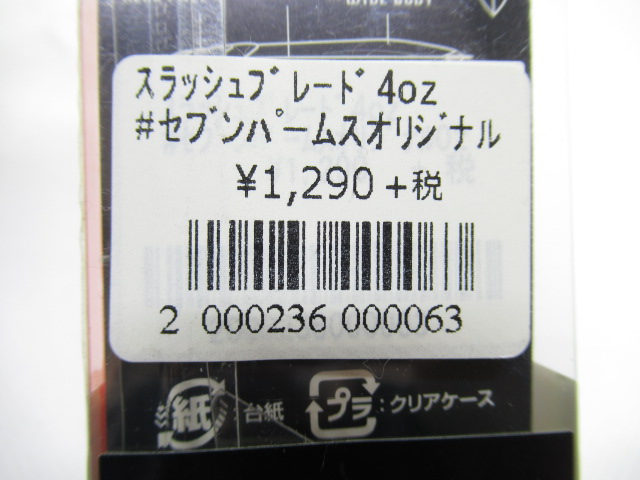 WIDE BODY
ｽﾗｯｼｭﾌﾞﾚｰﾄﾞ 4oz
#ｾﾌﾞﾝﾊﾟｰﾑｽｵﾘｼﾞﾅﾙ
¥1,290+税
2 000236 000063
紙 : 台紙 プラ : クリアケース